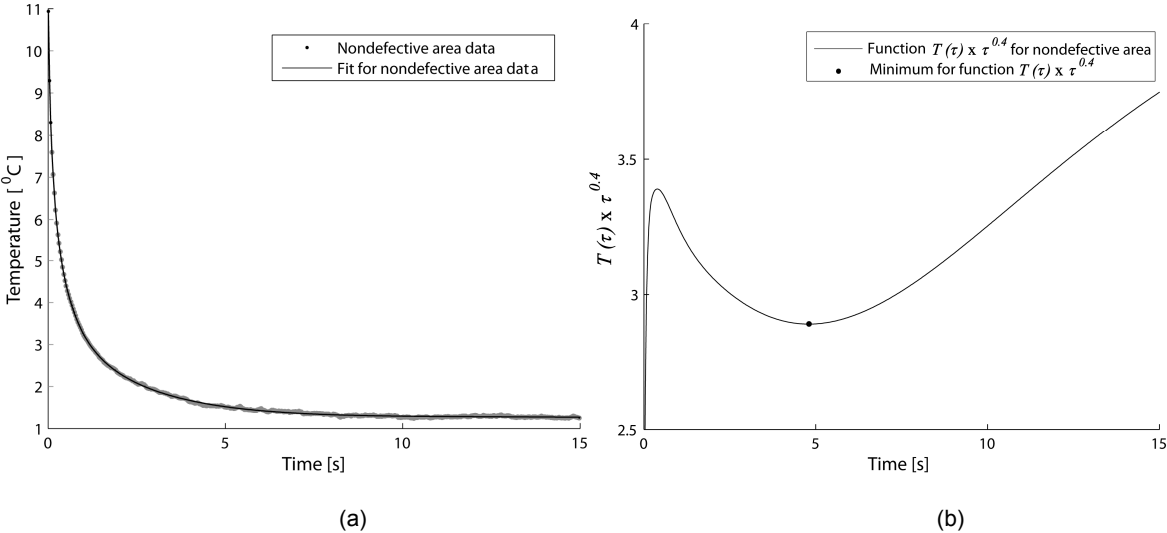 11
10
9
8
7
6
5
4
3
2
1
Temperature [ ⁰C ]
Nondefective area data
Fit for nondefective area data
0
5
10
15
Time [s]
(a)
4
3.5
3
2.5
T (τ) x τ^0.4
Function T (τ) x τ^0.4 for nondefective area
Minimum for function T (τ) x τ^0.4
0
5
10
15
Time [s]
(b)